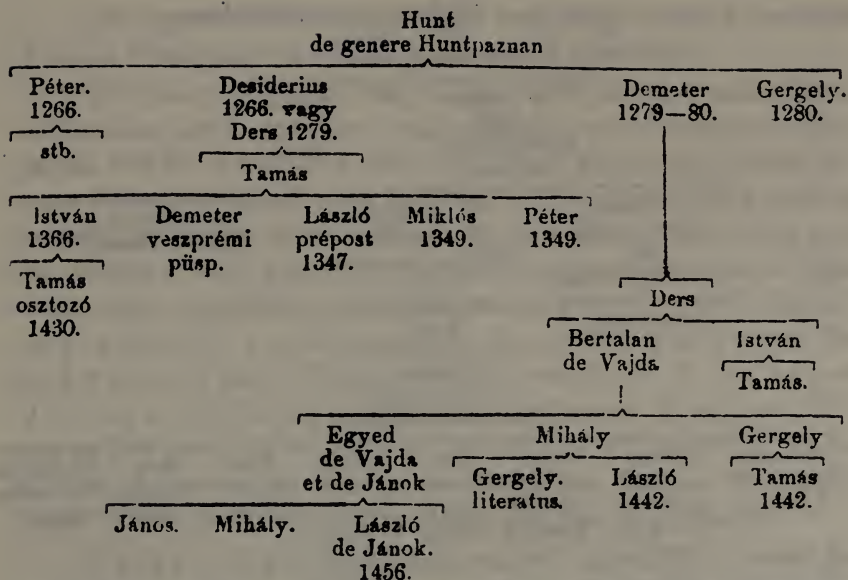 Hunt
de genere Huntpaznan
Péter. Desiderius Demeter Gergely.
1266. 1266. vagy 1279—80. 1280.
stb. Ders 1279.
Tamás
István Demeter László Miklós Péter
1366. veszprémi prépost 1349. 1349.
Tamás püsp. 1347.
osztozó
1430.
Ders
Bertalan István
de Vajda Tamás.
Egyed Mihály Gergely
de Vajda
et de Jánok Gergely. László Tamás
literatus. 1442. 1442.
János. Mihály. László
de Jánok.
1456.